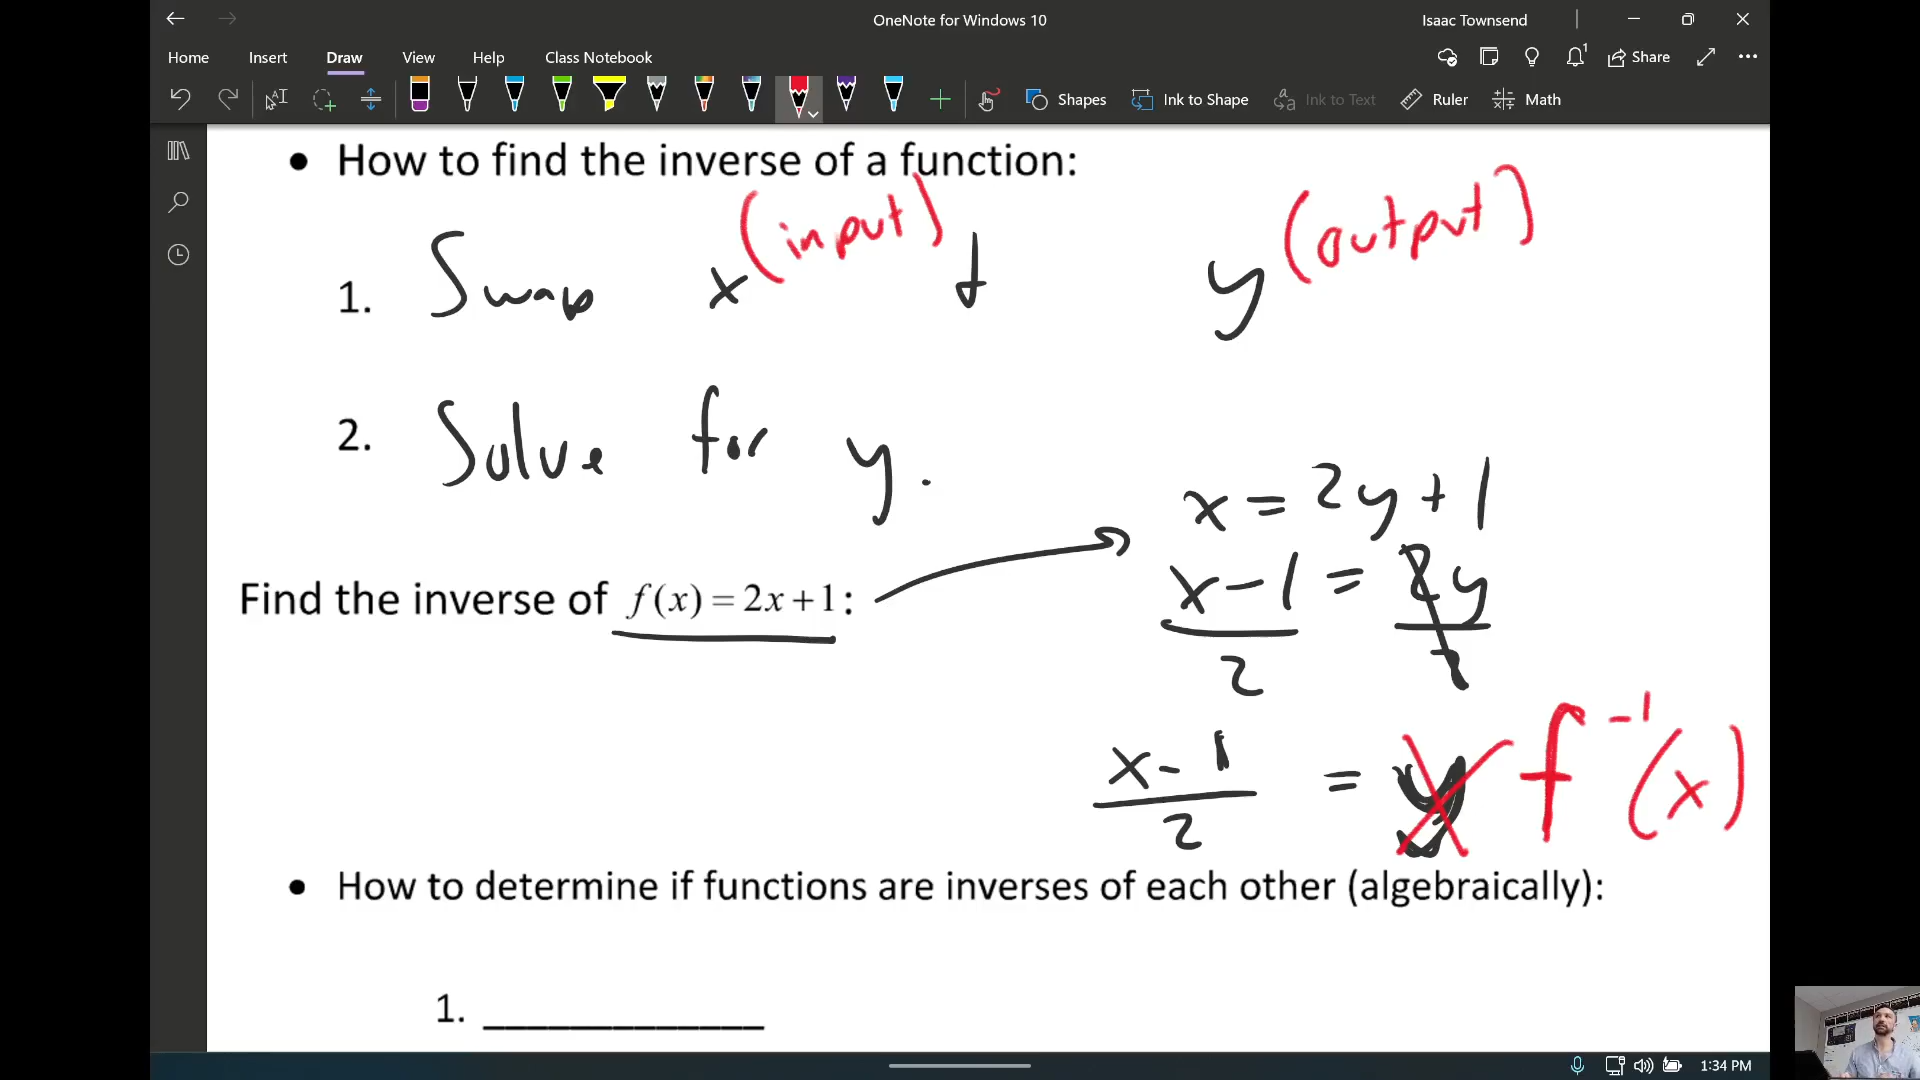 OneNote for Windows 10
Isaac Townsend
Home Insert Draw View Help Class Notebook
1
Share
Shapes Ink to Shape Ink to Text Ruler Math
• How to find the inverse of a function:
1. Swap x (input) & y (output)
2. Solve for y.
x = 2y + 1
Find the inverse of f(x) = 2x + 1:
x - 1 = 2y
2 2
x - 1 = y f⁻¹(x)
2
• How to determine if functions are inverses of each other (algebraically):
1. _____________
1:34 PM